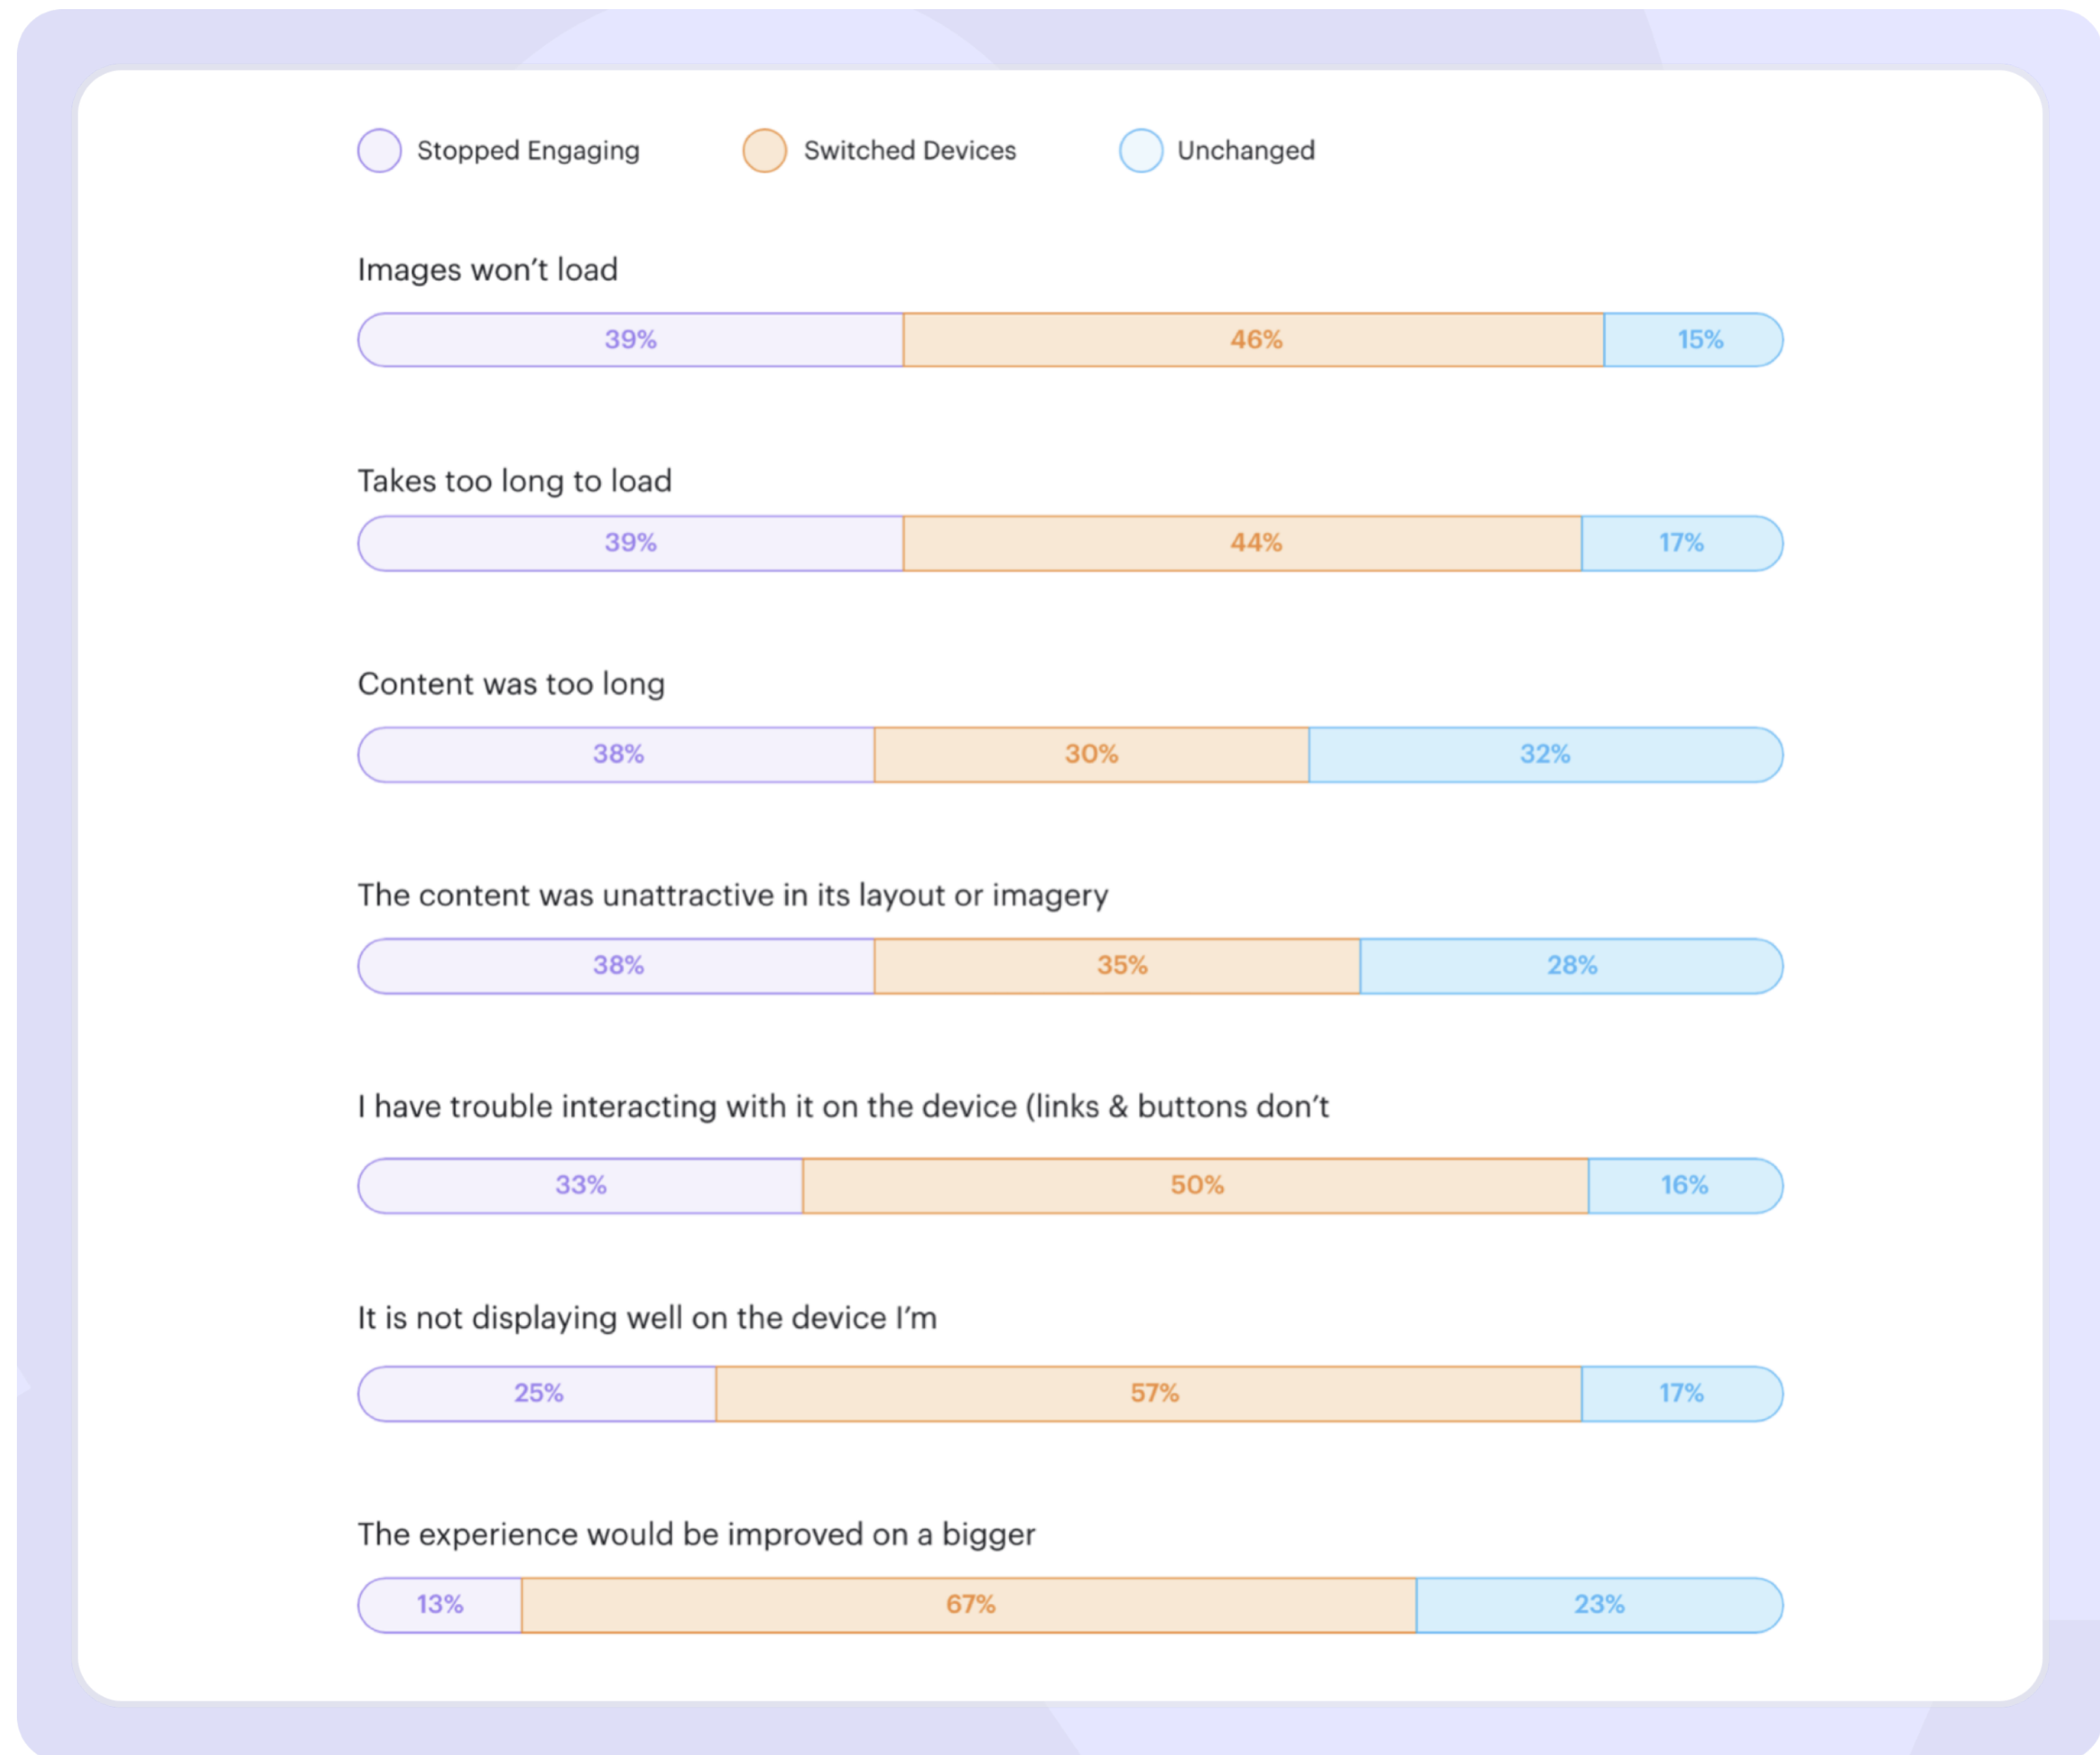 Stopped Engaging Switched Devices Unchanged
Images won’t load
39% 46% 15%
Takes too long to load
39% 44% 17%
Content was too long
38% 30% 32%
The content was unattractive in its layout or imagery
38% 35% 28%
I have trouble interacting with it on the device (links & buttons don’t
33% 50% 16%
It is not displaying well on the device I’m
25% 57% 17%
The experience would be improved on a bigger
13% 67% 23%